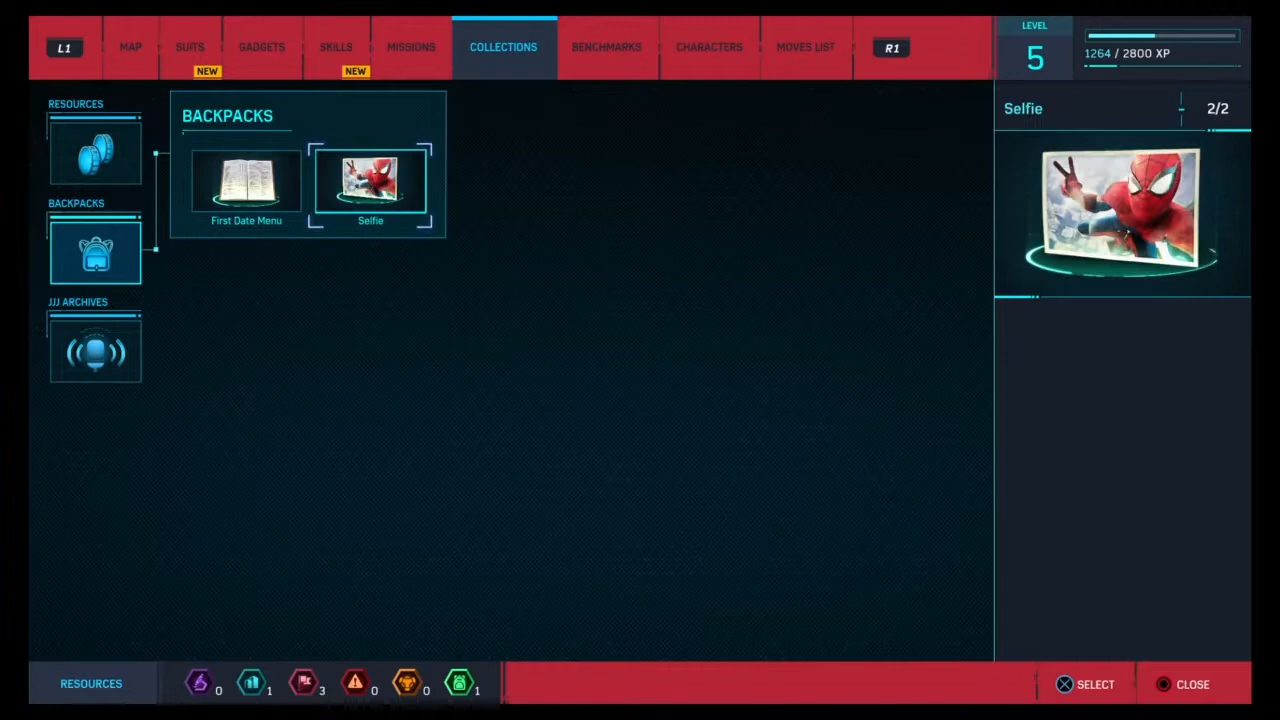 L1 MAP SUITS GADGETS SKILLS MISSIONS COLLECTIONS BENCHMARKS CHARACTERS MOVES LIST R1
NEW NEW
LEVEL
5
1264 / 2800 XP
RESOURCES
BACKPACKS
JJJ ARCHIVES
BACKPACKS
First Date Menu
Selfie
Selfie 2/2
RESOURCES 0 1 3 0 0 1
SELECT CLOSE